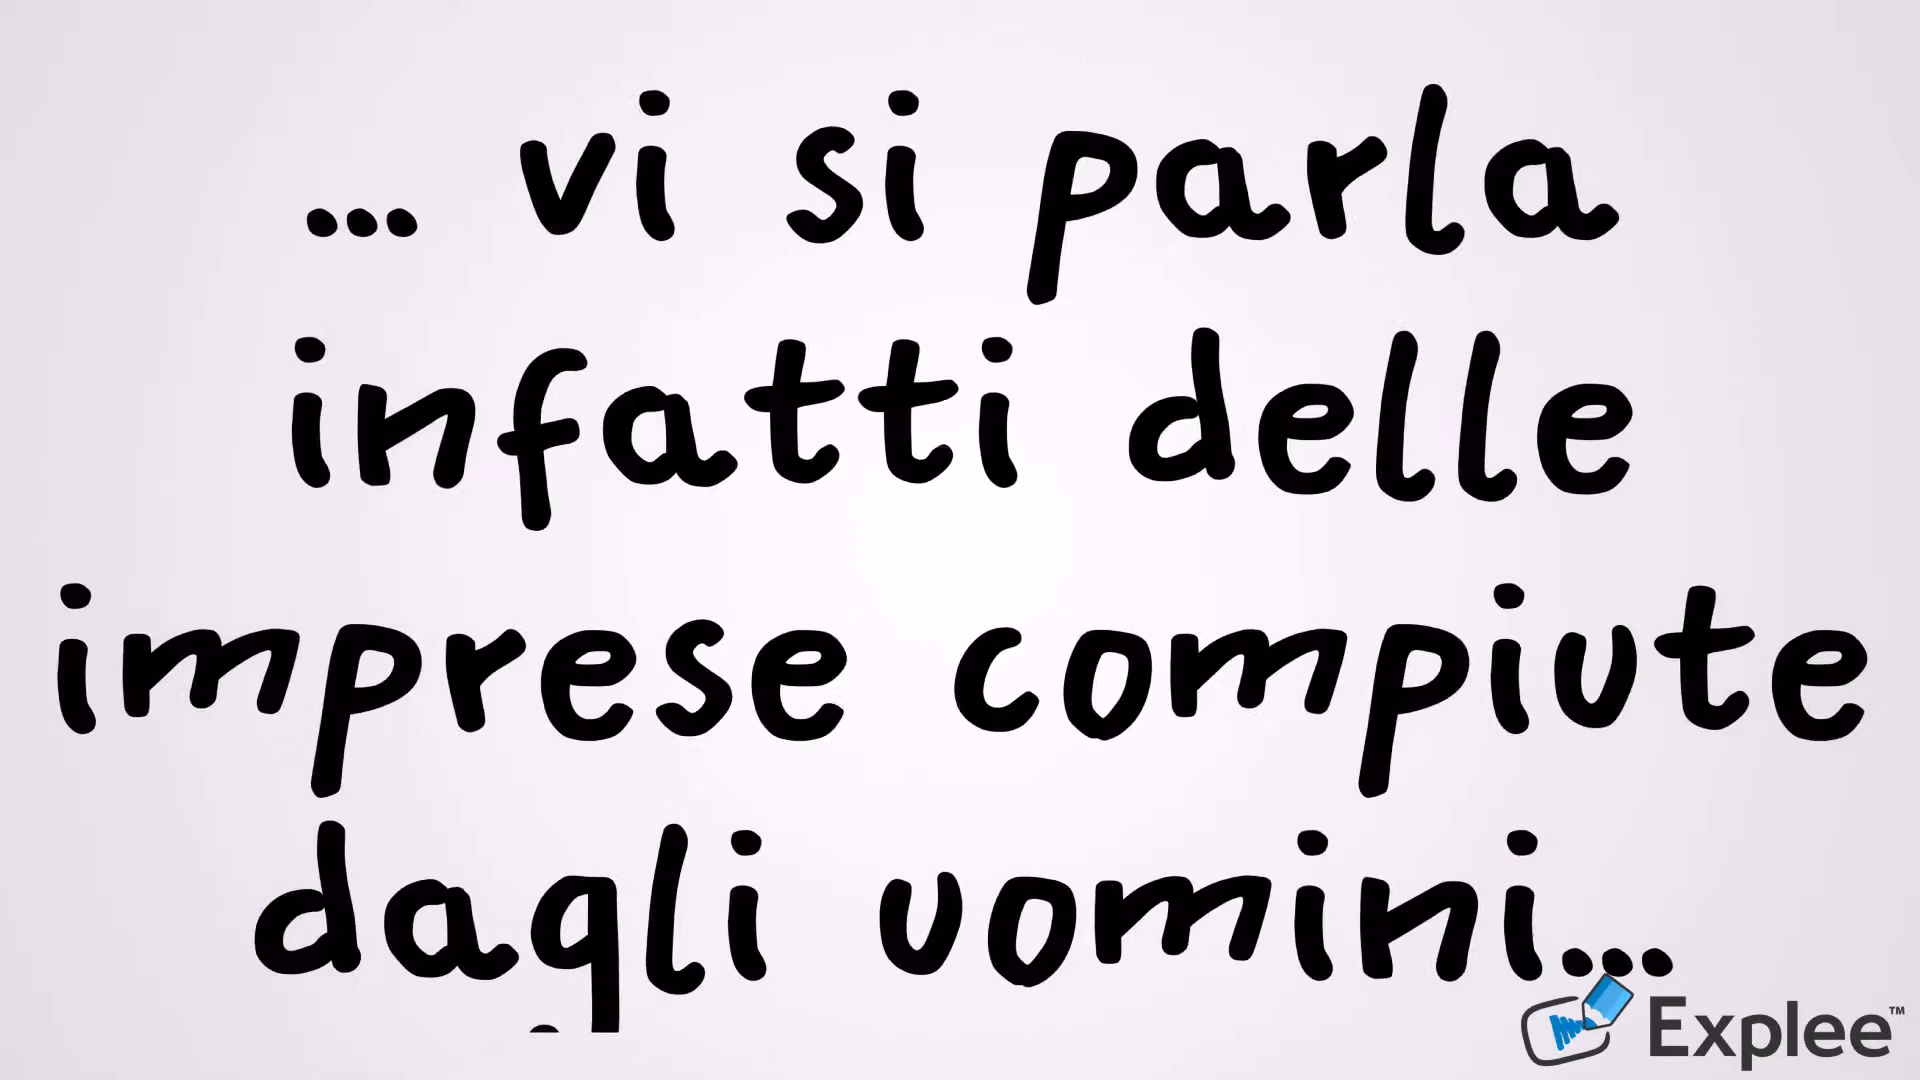 ... vi si parla
infatti delle
imprese compiute
dagli uomini...
Explee™